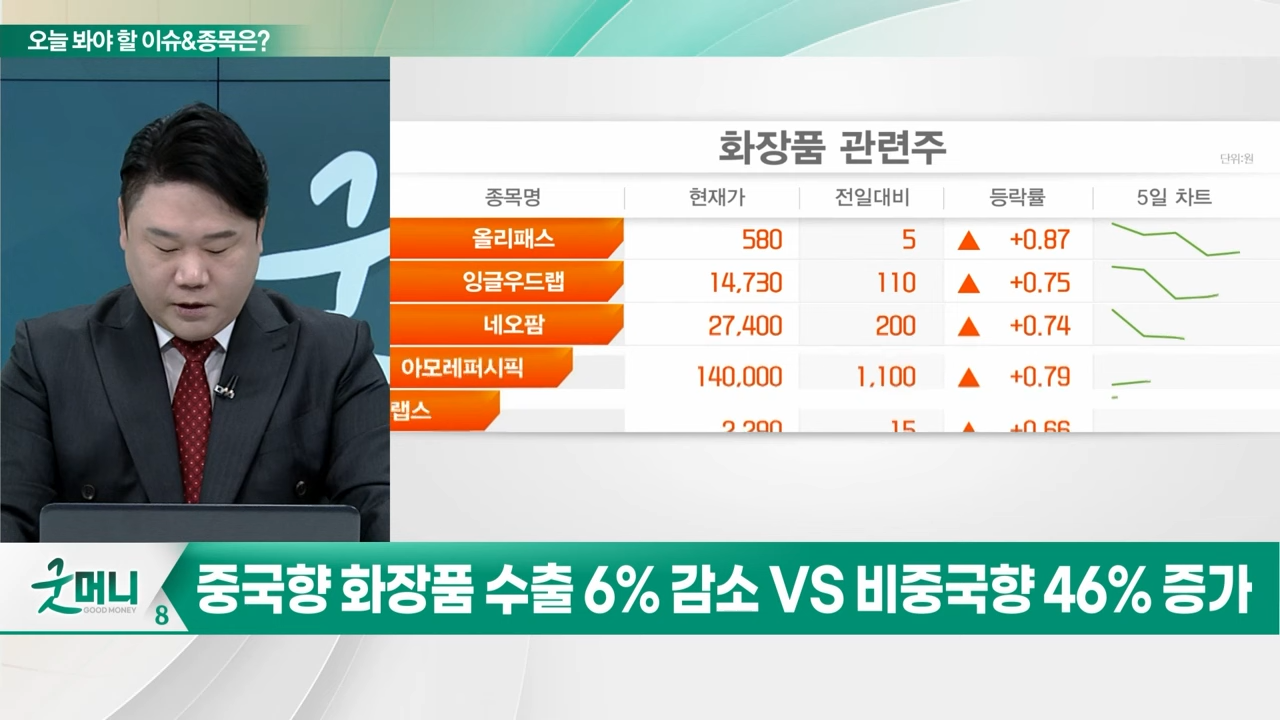 오늘 봐야 할 이슈&종목은?
화장품 관련주
단위:원
종목명 현재가 전일대비 등락률 5일 차트
올리패스 580 5 ▲ +0.87
잉글우드랩 14,730 110 ▲ +0.75
네오팜 27,400 200 ▲ +0.74
아모레퍼시픽 140,000 1,100 ▲ +0.79
랩스 2,290 15 ▲ +0.66
굿머니
GOOD MONEY
8
중국향 화장품 수출 6% 감소 VS 비중국향 46% 증가